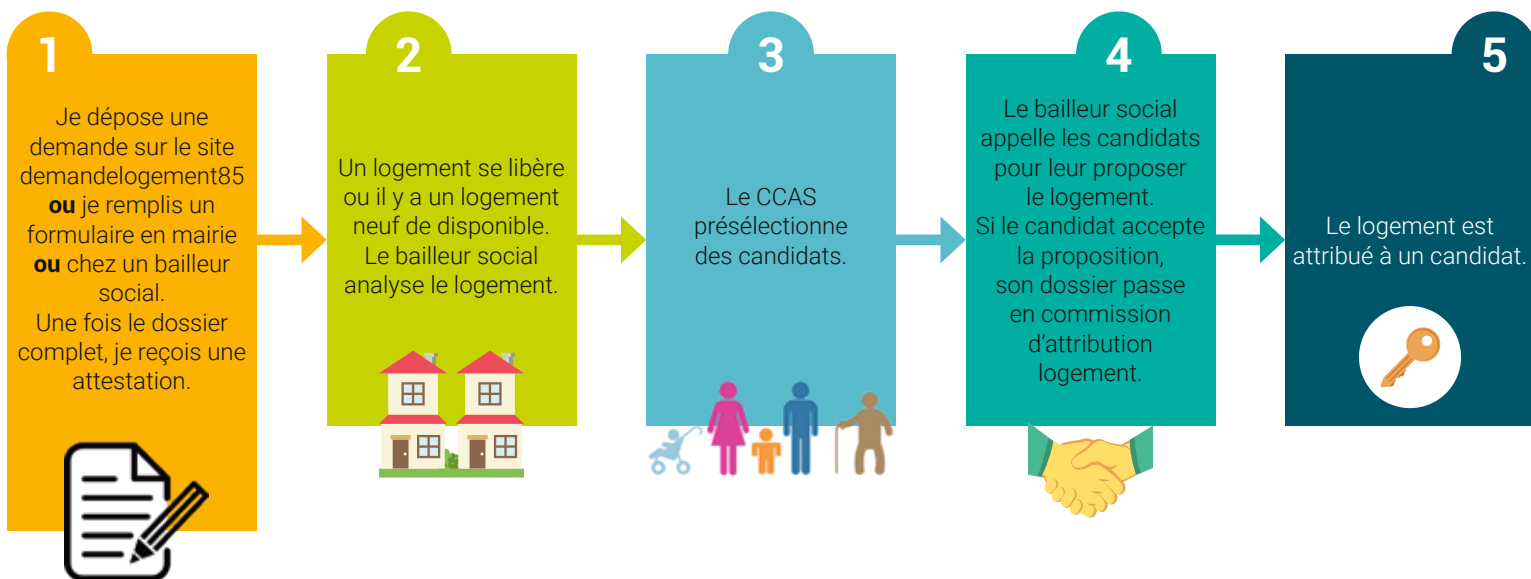 1
Je dépose une
demande sur le site
demandelogement85
ou je remplis un
formulaire en mairie
ou chez un bailleur
social.
Une fois le dossier
complet, je reçois une
attestation.
2
Un logement se libère
ou il y a un logement
neuf de disponible.
Le bailleur social
analyse le logement.
3
Le CCAS
présélectionne
des candidats.
4
Le bailleur social
appelle les candidats
pour leur proposer
le logement.
Si le candidat accepte
la proposition,
son dossier passe
en commission
d’attribution
logement.
5
Le logement est
attribué à un candidat.